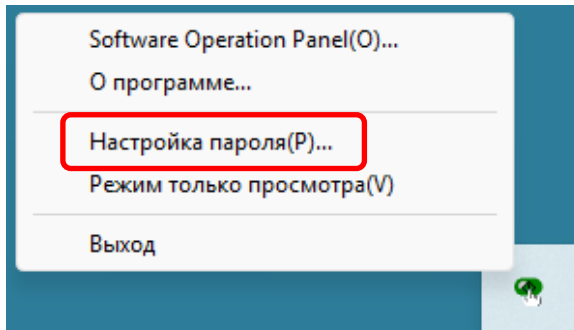 Software Operation Panel(O)...
О программе...
Настройка пароля(P)...
Режим только просмотра(V)
Выход